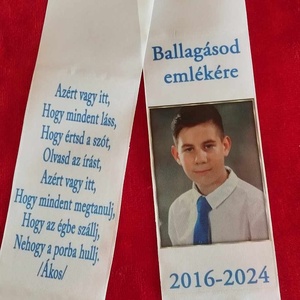 Azért vagy itt,
Hogy mindent láss,
Hogy értsd a szót,
Olvasd az írást,
Azért vagy itt,
Hogy mindent megtanulj,
Hogy az égbe szállj,
Nehogy a porba hullj.
/Ákos/
Ballagásod
emlékére
2016-2024